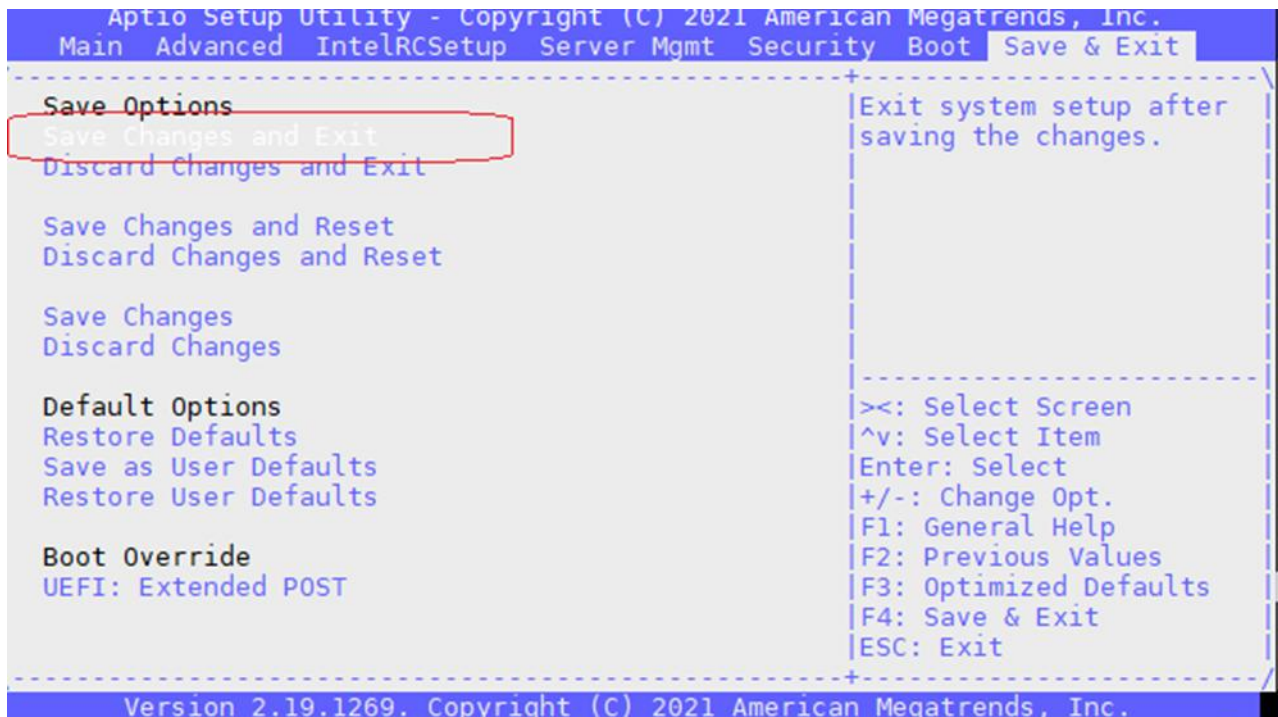 Aptio Setup Utility - Copyright (C) 2021 American Megatrends, Inc.
Main Advanced IntelRCSetup Server Mgmt Security Boot Save & Exit
Save Options
Save Changes and Exit
Discard Changes and Exit
Save Changes and Reset
Discard Changes and Reset
Save Changes
Discard Changes
Default Options
Restore Defaults
Save as User Defaults
Restore User Defaults
Boot Override
UEFI: Extended POST
Exit system setup after
saving the changes.
><: Select Screen
^v: Select Item
Enter: Select
+/-: Change Opt.
F1: General Help
F2: Previous Values
F3: Optimized Defaults
F4: Save & Exit
ESC: Exit
Version 2.19.1269. Copyright (C) 2021 American Megatrends, Inc.